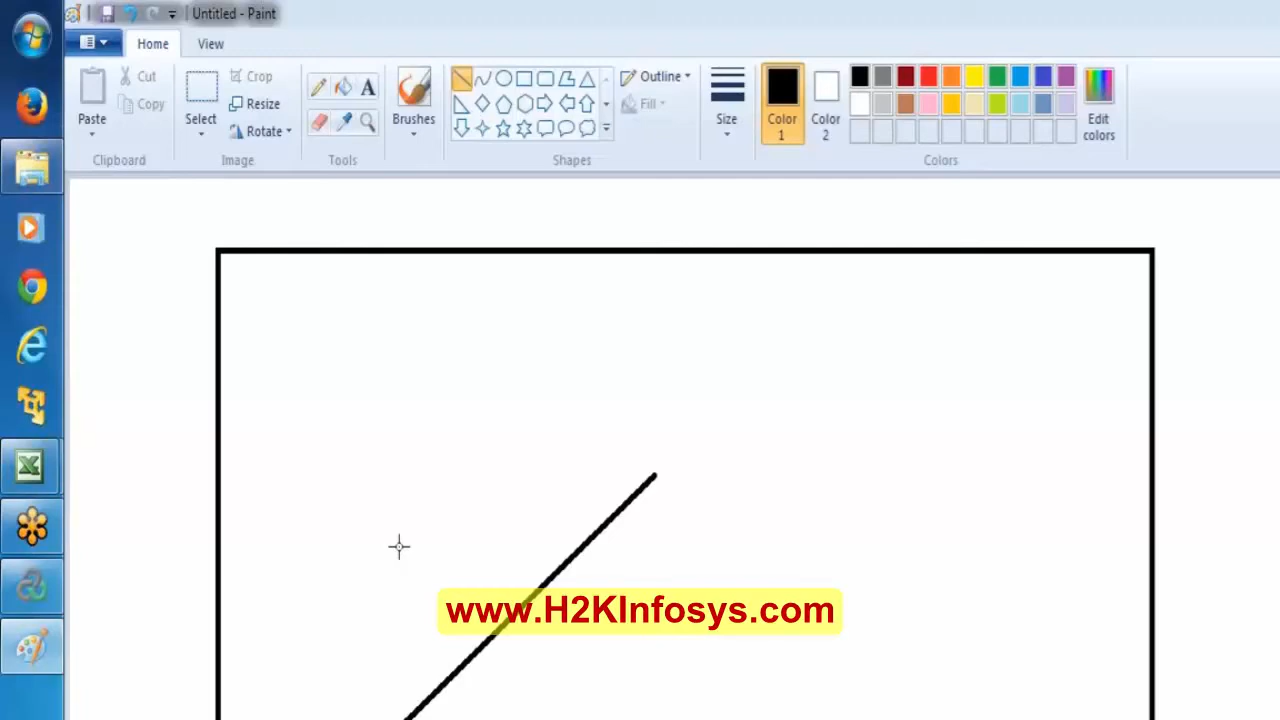 Untitled - Paint
Home View
Cut
Copy
Paste
Clipboard
Crop
Resize
Rotate
Select
Image
A
Tools
Brushes
Outline
Fill
Shapes
Size
Color 1
Color 2
Edit colors
Colors
www.H2KInfosys.com